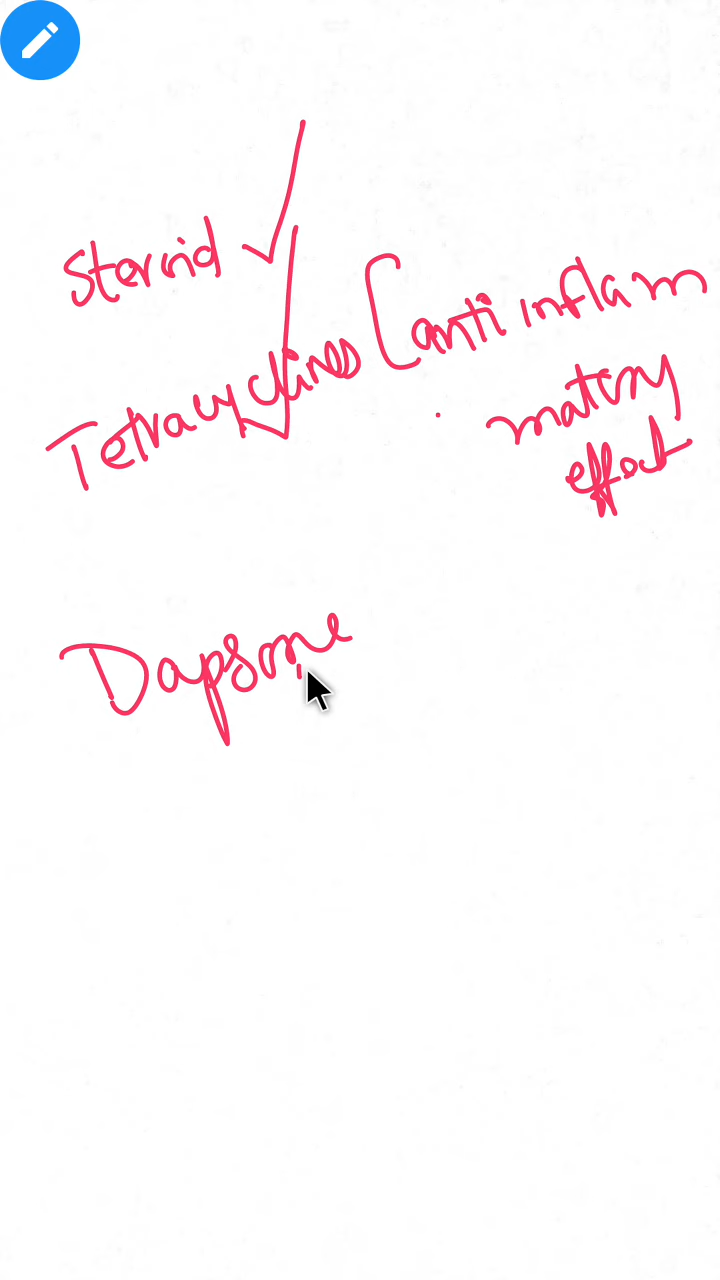 Steroid ✓
Tetracyclines [anti inflam
matory
effect
Dapsone